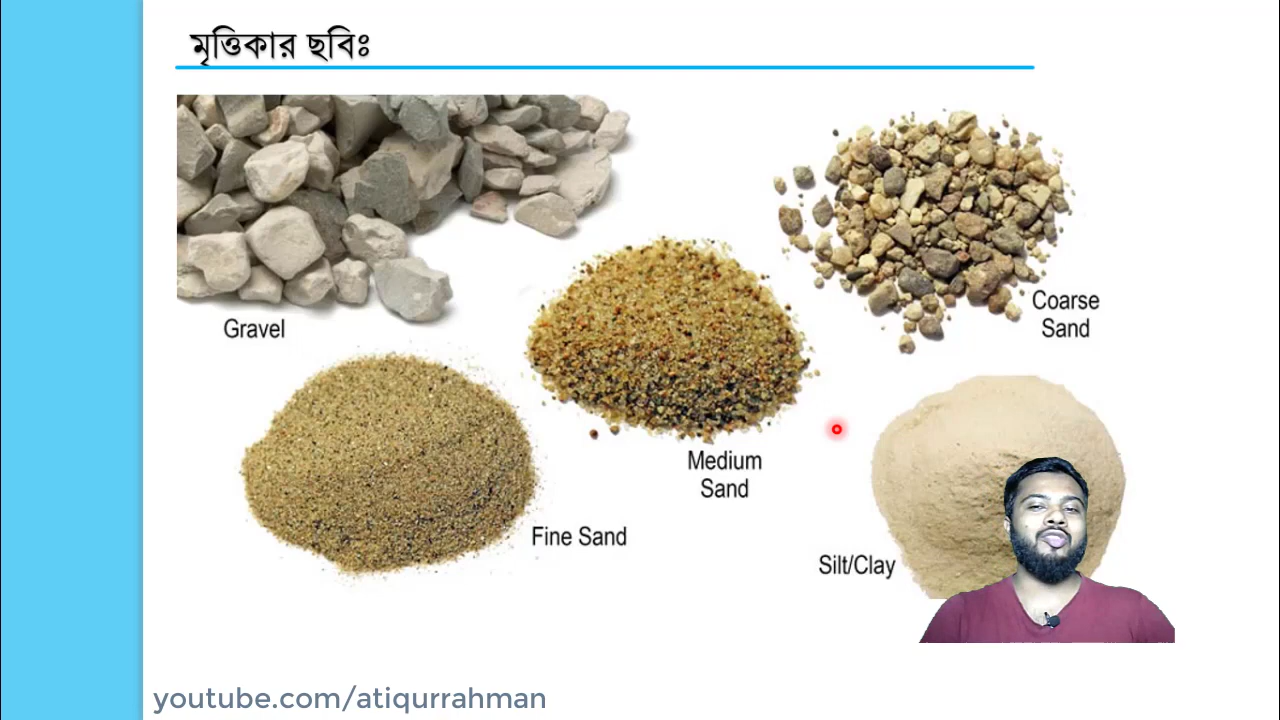 মৃত্তিকার ছবিঃ
Gravel
Coarse
Sand
Medium
Sand
Fine Sand
Silt/Clay
youtube.com/atiqurrahman